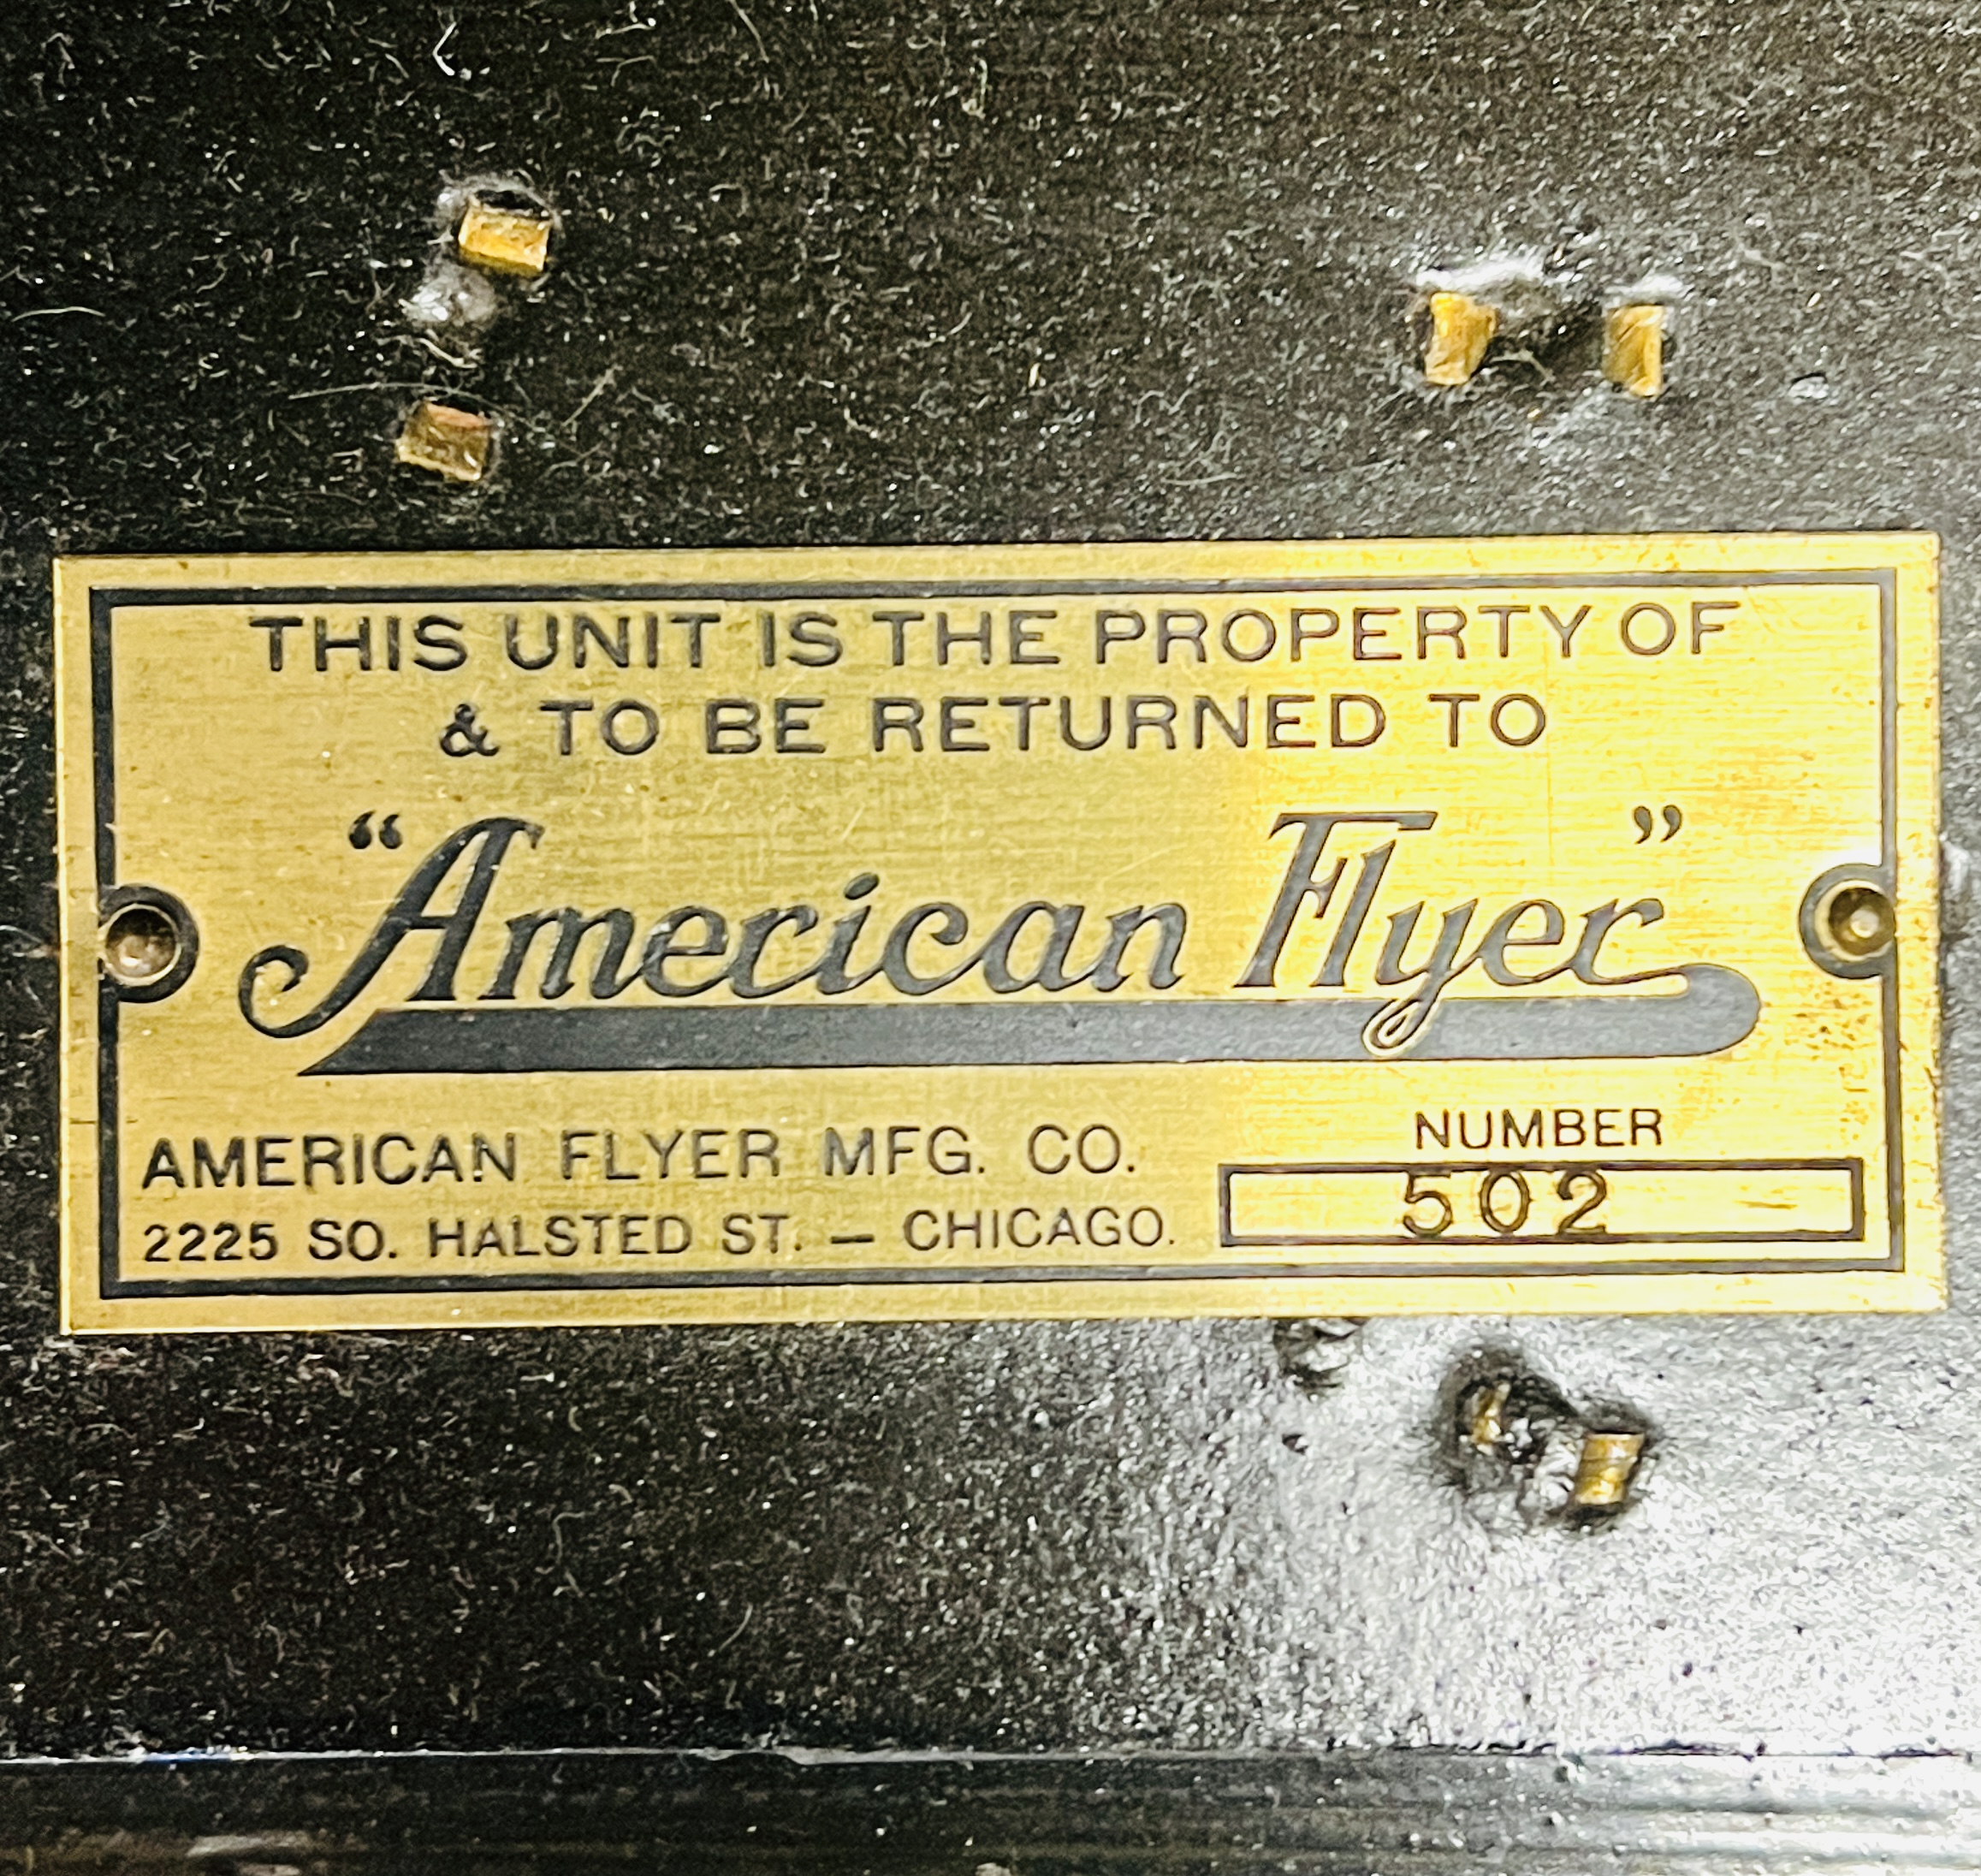 THIS UNIT IS THE PROPERTY OF
& TO BE RETURNED TO
“American Flyer”
AMERICAN FLYER MFG. CO.
2225 SO. HALSTED ST. — CHICAGO.
NUMBER
502